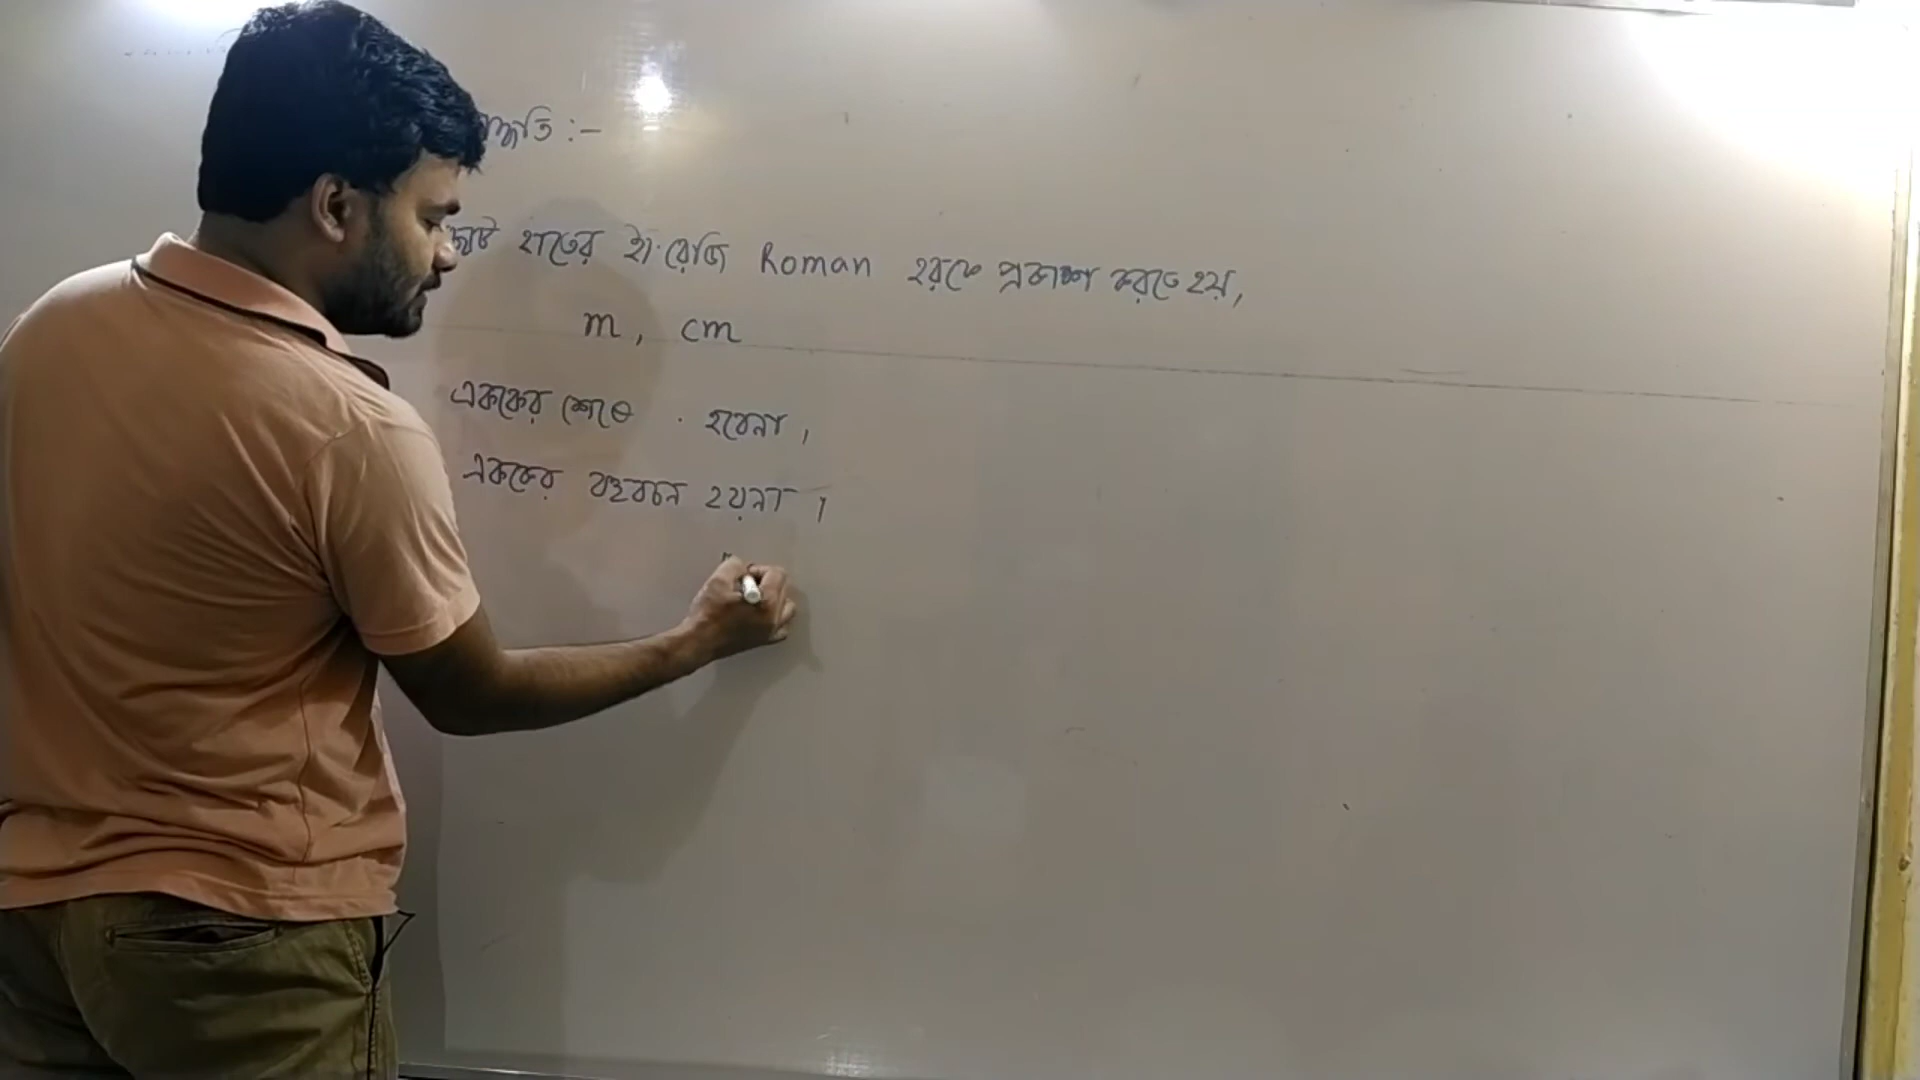 :-
হাতের ইংরেজি Roman হরফে প্রকাশ করতে হয়,
m, cm
এককের শেষে . হবেনা,
এককের বহুবচন হয়না ।